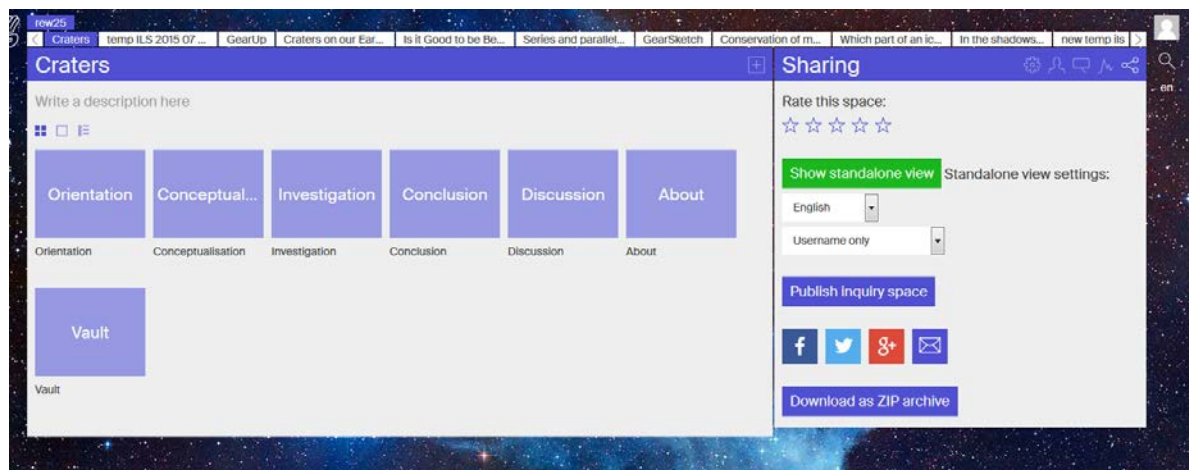 rew25
Craters temp ILS 2015 07 ... GearUp Craters on our Ear... Is it Good to be Be... Series and parallel... GearSketch Conservation of m... Which part of an ic... In the shadows... new temp ils
Craters
Sharing
en
Write a description here
Rate this space:
Orientation Conceptual... Investigation Conclusion Discussion About
Orientation Conceptualisation Investigation Conclusion Discussion About
Vault
Vault
Show standalone view Standalone view settings:
English
Username only
Publish inquiry space
f g+
Download as ZIP archive